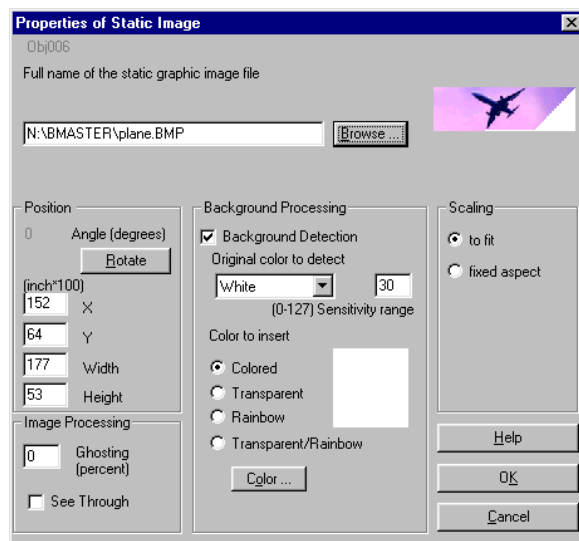 Properties of Static Image
Obj006
Full name of the static graphic image file
N:\BMASTER\plane.BMP
Browse ...
Position
0 Angle (degrees)
Rotate
(inch*100)
152 X
64 Y
177 Width
53 Height
Image Processing
0 Ghosting
(percent)
See Through
Background Processing
Background Detection
Original color to detect
White 30
(0-127) Sensitivity range
Color to insert
Colored
Transparent
Rainbow
Transparent/Rainbow
Color ...
Scaling
to fit
fixed aspect
Help
OK
Cancel